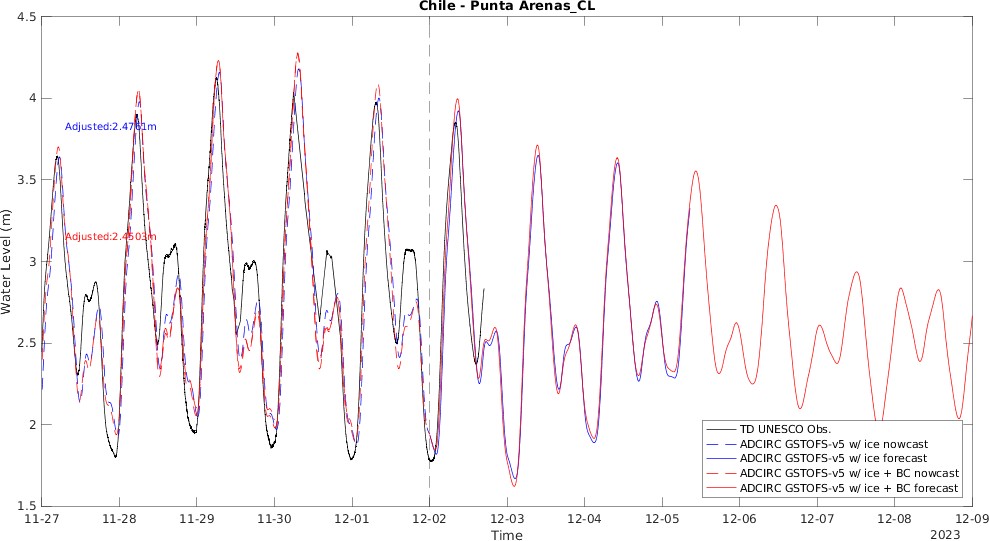 Chile - Punta Arenas_CL
4.5
4
3.5
3
2.5
2
1.5
Water Level (m)
Adjusted:2.4761m
Adjusted:2.4503m
TD UNESCO Obs.
ADCIRC GSTOFS-v5 w/ ice nowcast
ADCIRC GSTOFS-v5 w/ ice forecast
ADCIRC GSTOFS-v5 w/ ice + BC nowcast
ADCIRC GSTOFS-v5 w/ ice + BC forecast
11-27 11-28 11-29 11-30 12-01 12-02 12-03 12-04 12-05 12-06 12-07 12-08 12-09
Time
2023